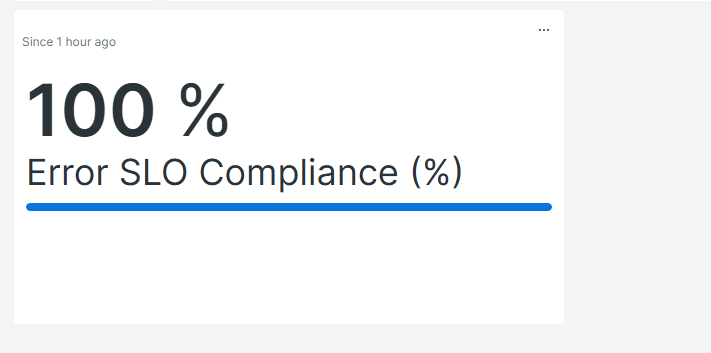 Since 1 hour ago
...
100 %
Error SLO Compliance (%)